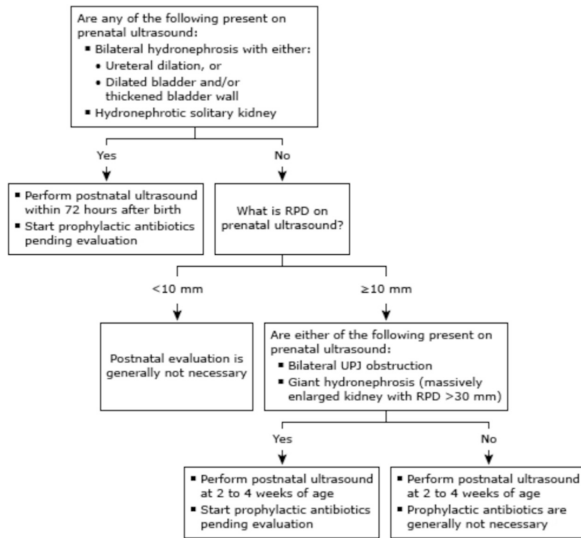 Are any of the following present on
prenatal ultrasound:
▪ Bilateral hydronephrosis with either:
• Ureteral dilation, or
• Dilated bladder and/or
thickened bladder wall
▪ Hydronephrotic solitary kidney
Yes
No
▪ Perform postnatal ultrasound
within 72 hours after birth
▪ Start prophylactic antibiotics
pending evaluation
What is RPD on
prenatal ultrasound?
<10 mm
≥10 mm
Postnatal evaluation is
generally not necessary
Are either of the following present on
prenatal ultrasound:
▪ Bilateral UPJ obstruction
▪ Giant hydronephrosis (massively
enlarged kidney with RPD >30 mm)
Yes
No
▪ Perform postnatal ultrasound
at 2 to 4 weeks of age
▪ Start prophylactic antibiotics
pending evaluation
▪ Perform postnatal ultrasound
at 2 to 4 weeks of age
▪ Prophylactic antibiotics are
generally not necessary